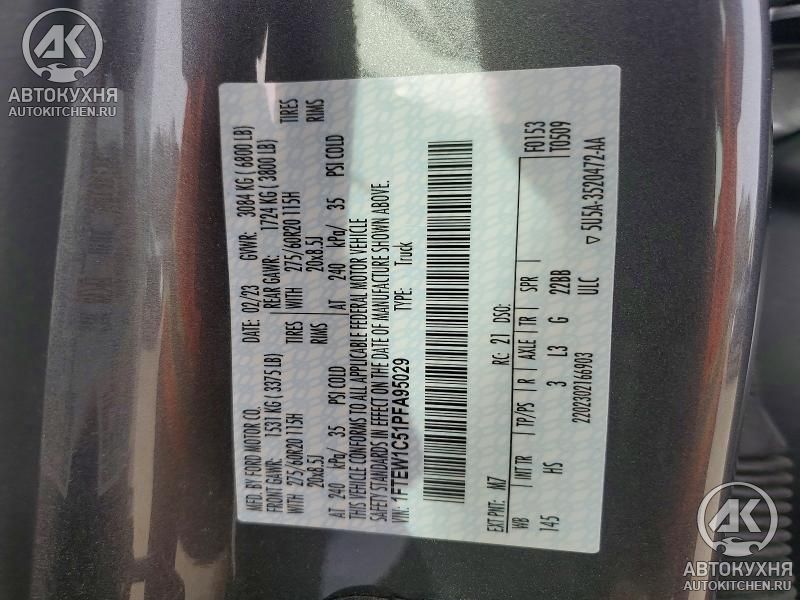 АК
АВТОКУХНЯ
AUTOKITCHEN.RU
MFD. BY FORD MOTOR CO.
DATE: 02/23 GVWR: 3084 KG ( 6800 LB)
FRONT GAWR: 1531 KG ( 3375 LB) REAR GAWR: 1724 KG ( 3800 LB)
275/60R20 115H TIRES WITH 275/60R20 115H TIRES
20x8.5J RIMS 20x8.5J RIMS
AT 240 kPa/ 35 PSI COLD AT 240 kPa/ 35 PSI COLD
THIS VEHICLE CONFORMS TO ALL APPLICABLE FEDERAL MOTOR VEHICLE
SAFETY STANDARDS IN EFFECT ON THE DATE OF MANUFACTURE SHOWN ABOVE.
VIN: 1FTEW1C51PFA95029 TYPE: Truck
F0153
T0509
EXT PNT: M7 RC: 21 DSO:
WB INT TR TP/PS R AXLE TR SPR
145 HS 3 L3 G 22BB
2202302166903 ULC ▽ 5U5A-3520472-AA
АК
АВТОКУХНЯ
AUTOKITCHEN.RU